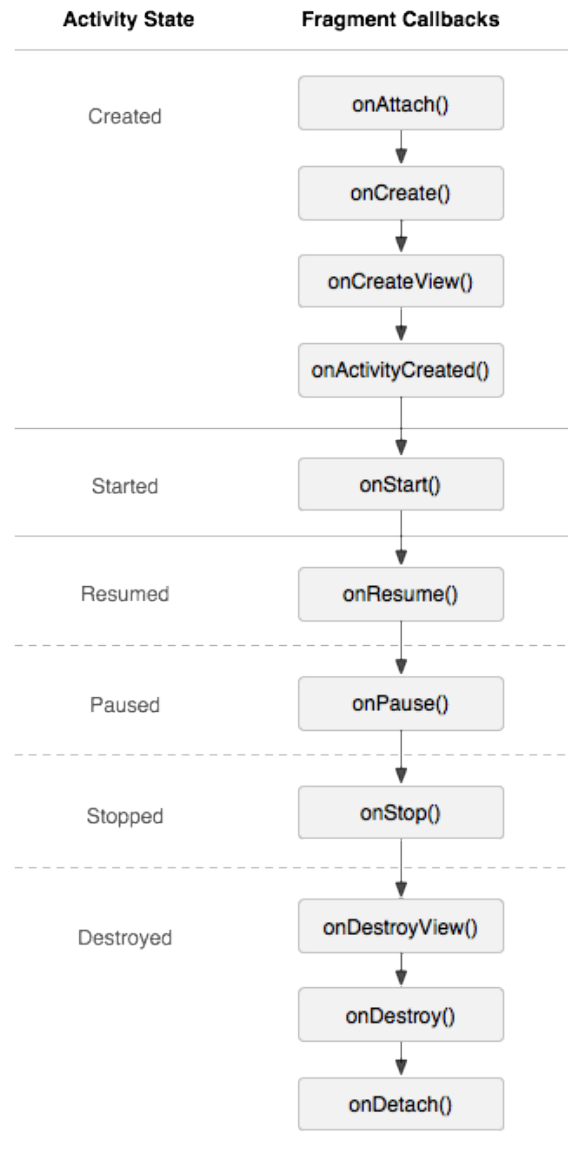 Activity State Fragment Callbacks
Created
onAttach()
onCreate()
onCreateView()
onActivityCreated()
Started
onStart()
Resumed
onResume()
Paused
onPause()
Stopped
onStop()
Destroyed
onDestroyView()
onDestroy()
onDetach()